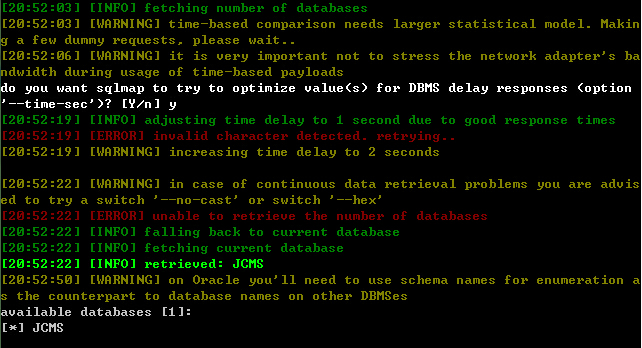 [20:52:03] [INFO] fetching number of databases
[20:52:03] [WARNING] time-based comparison needs larger statistical model. Makin
g a few dummy requests, please wait..
[20:52:06] [WARNING] it is very important not to stress the network adapter's ba
ndwidth during usage of time-based payloads
do you want sqlmap to try to optimize value(s) for DBMS delay responses (option
'--time-sec')? [Y/n] y
[20:52:19] [INFO] adjusting time delay to 1 second due to good response times
[20:52:19] [ERROR] invalid character detected. retrying..
[20:52:19] [WARNING] increasing time delay to 2 seconds
[20:52:22] [WARNING] in case of continuous data retrieval problems you are advis
ed to try a switch '--no-cast' or switch '--hex'
[20:52:22] [ERROR] unable to retrieve the number of databases
[20:52:22] [INFO] falling back to current database
[20:52:22] [INFO] fetching current database
[20:52:22] [INFO] retrieved: JCMS
[20:52:50] [WARNING] on Oracle you'll need to use schema names for enumeration a
s the counterpart to database names on other DBMSes
available databases [1]:
[*] JCMS